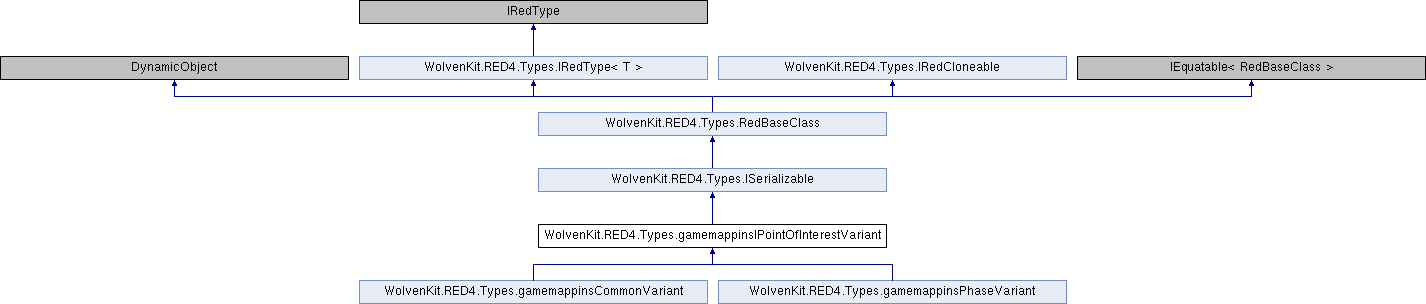 IRedType
DynamicObject
WolvenKit.RED4.Types.IRedType< T >
WolvenKit.RED4.Types.IRedCloneable
IEquatable< RedBaseClass >
WolvenKit.RED4.Types.RedBaseClass
WolvenKit.RED4.Types.ISerializable
WolvenKit.RED4.Types.gamemappinsIPointOfInterestVariant
WolvenKit.RED4.Types.gamemappinsCommonVariant
WolvenKit.RED4.Types.gamemappinsPhaseVariant